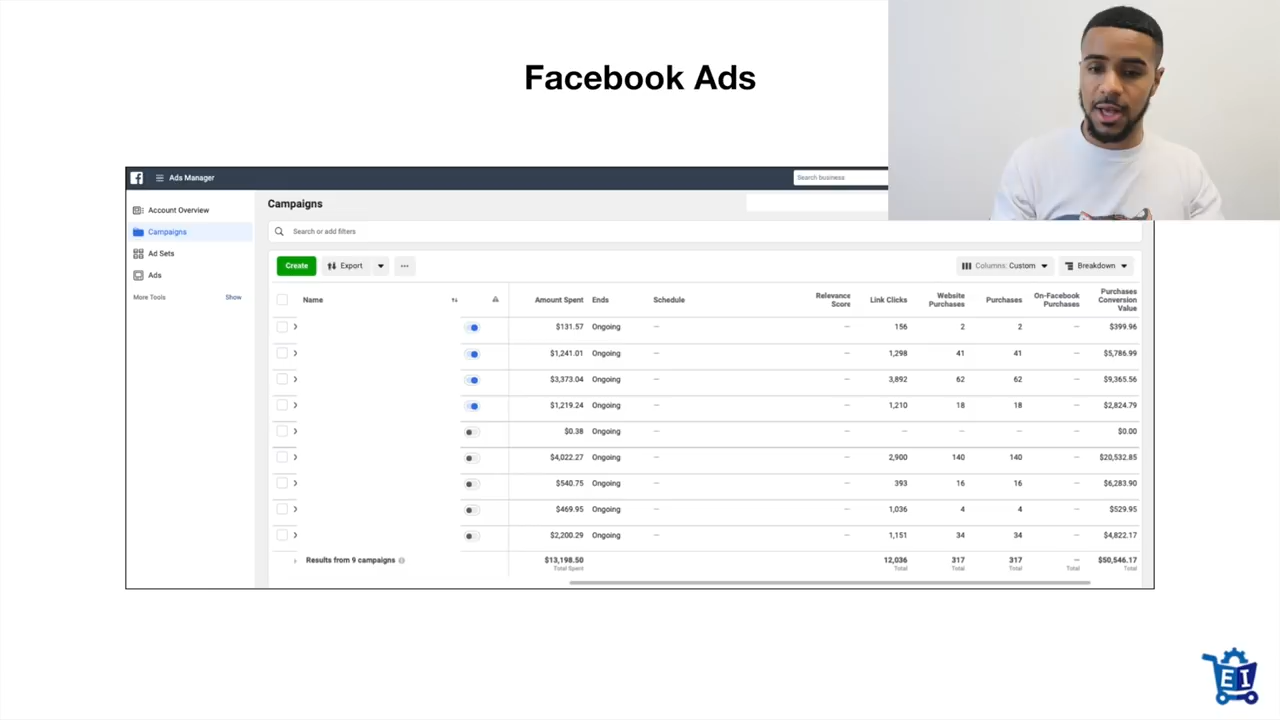 Facebook Ads
Ads Manager
Search business
Account Overview
Campaigns
Ad Sets
Ads
More Tools Show
Campaigns
Search or add filters
Create Export ... Columns: Custom Breakdown
Name Amount Spent Ends Schedule Relevance Score Link Clicks Website Purchases Purchases On-Facebook Purchases Purchases Conversion Value
$131.57 Ongoing — — 156 2 2 — $399.96
$1,241.01 Ongoing — — 1,298 41 41 — $5,786.99
$3,373.04 Ongoing — — 3,892 62 62 — $9,365.56
$1,219.24 Ongoing — — 1,210 18 18 — $2,824.79
$0.38 Ongoing — — — — — — $0.00
$4,022.27 Ongoing — — 2,900 140 140 — $20,532.85
$540.75 Ongoing — — 393 16 16 — $6,283.90
$469.95 Ongoing — — 1,036 4 4 — $529.95
$2,200.29 Ongoing — — 1,151 34 34 — $4,822.17
Results from 9 campaigns $13,198.50 12,036 317 317 — $50,546.17
Total Spent Total Total Total Total Total
EI